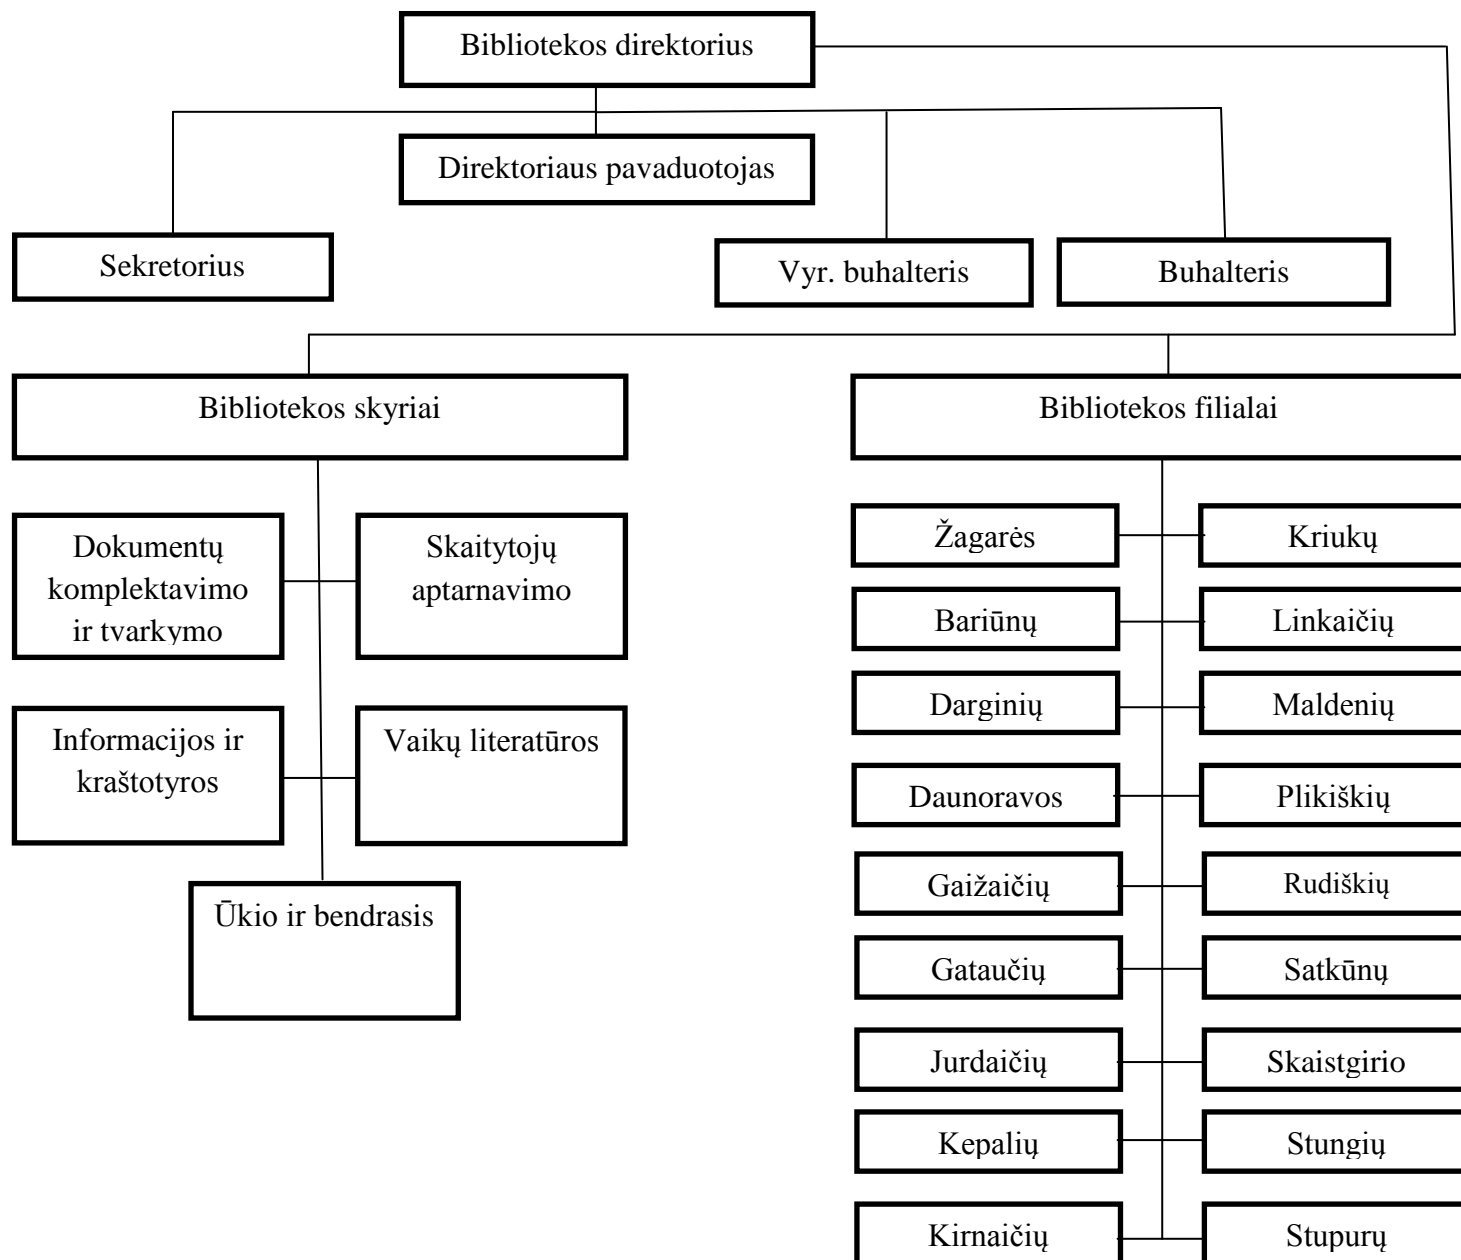 Bibliotekos direktorius
Direktoriaus pavaduotojas
Sekretorius
Vyr. buhalteris
Buhalteris
Bibliotekos skyriai
Bibliotekos filialai
Dokumentų
komplektavimo
ir tvarkymo
Skaitytojų
aptarnavimo
Informacijos ir
kraštotyros
Vaikų literatūros
Ūkio ir bendrasis
Žagarės
Kriukų
Bariūnų
Linkaičių
Darginių
Maldenių
Daunoravos
Plikiškių
Gaižaičių
Rudiškių
Gataučių
Satkūnų
Jurdaičių
Skaistgirio
Kepalių
Stungių
Kirnaičių
Stupurų